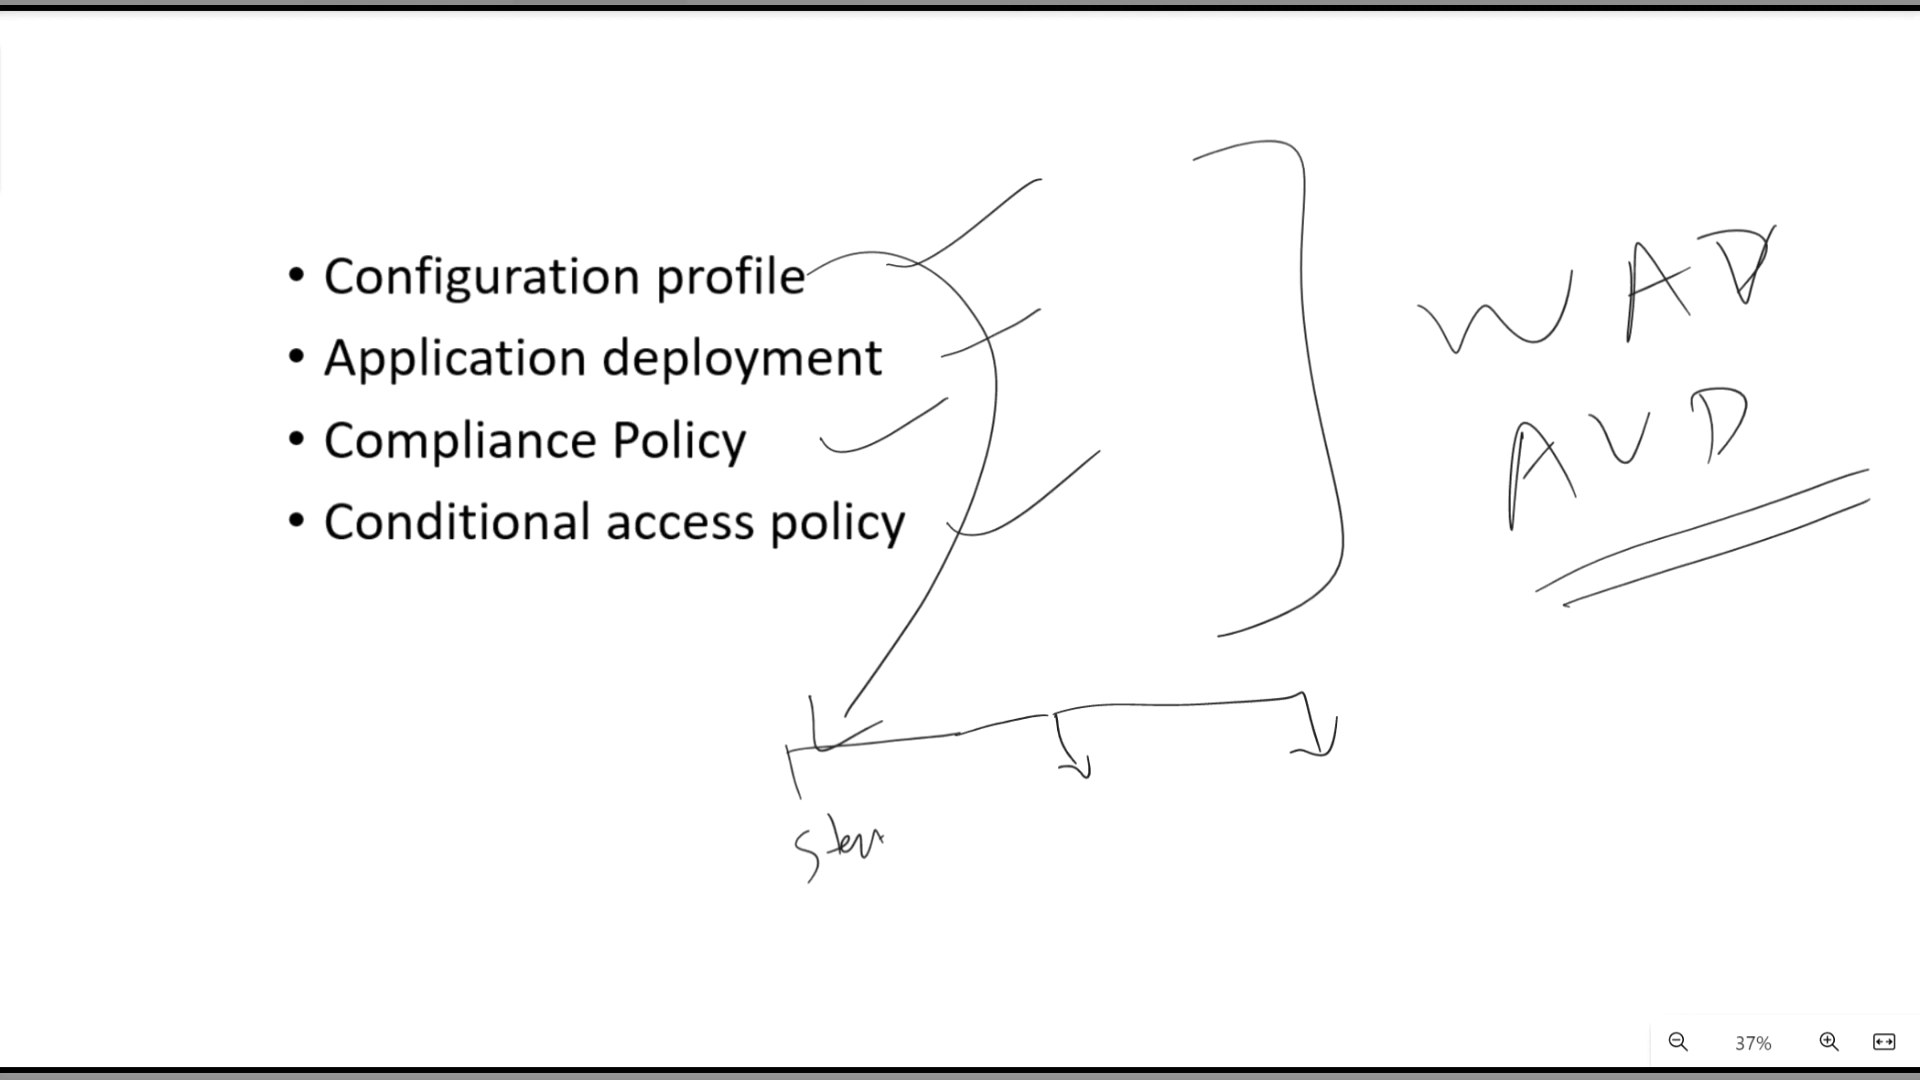 • Configuration profile
• Application deployment
• Compliance Policy
• Conditional access policy
WAD
AVD
37%